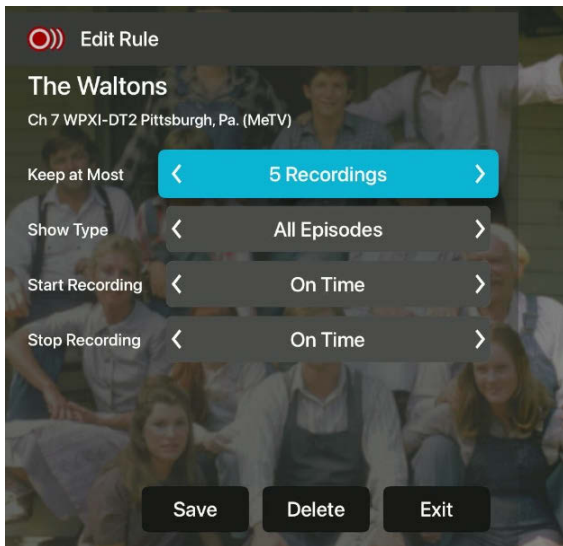 Edit Rule
The Waltons
Ch 7 WPXI-DT2 Pittsburgh, Pa. (MeTV)
Keep at Most 5 Recordings
Show Type All Episodes
Start Recording On Time
Stop Recording On Time
Save Delete Exit